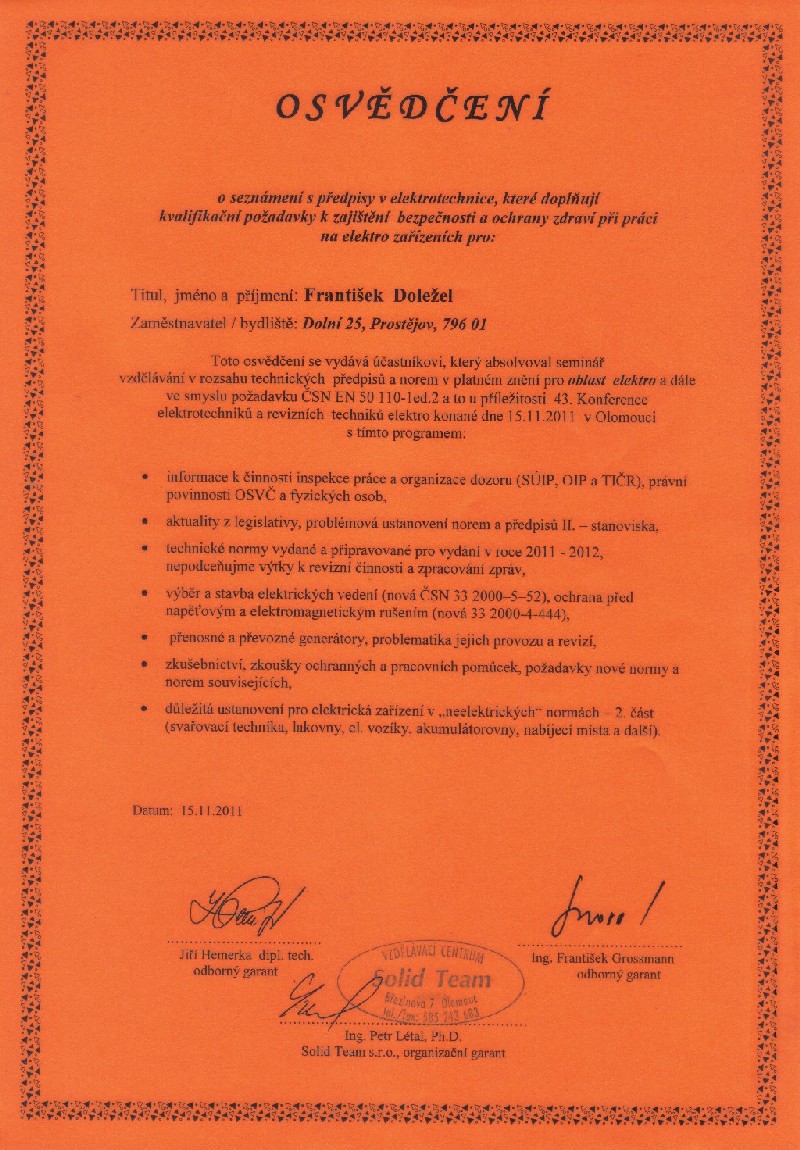 OSVĚDČENÍ
o seznámení s předpisy v elektrotechnice, které doplňují
kvalifikační požadavky k zajištění bezpečnosti a ochrany zdraví při práci
na elektro zařízeních pro:
Titul, jméno a příjmení: František Doležel
Zaměstnavatel / bydliště: Dolní 25, Prostějov, 796 01
Toto osvědčení se vydává účastníkovi, který absolvoval seminář
vzdělávání v rozsahu technických předpisů a norem v platném znění pro oblast elektro a dále
ve smyslu požadavku ČSN EN 50 110-1ed.2 a to u příležitosti 43. Konference
elektrotechniků a revizních techniků elektro konané dne 15.11.2011 v Olomouci
s tímto programem:
• informace k činnosti inspekce práce a organizace dozoru (SÚIP, OIP a TIČR), právní
povinnosti OSVČ a fyzických osob,
• aktuality z legislativy, problémová ustanovení norem a předpisů II. – stanoviska,
• technické normy vydané a připravované pro vydání v roce 2011 - 2012,
nepodceňujme výtky k revizní činnosti a zpracování zpráv,
• výběr a stavba elektrických vedení (nová ČSN 33 2000–5–52), ochrana před
napěťovým a elektromagnetickým rušením (nová 33 2000-4-444),
• přenosné a převozné generátory, problematika jejich provozu a revizí,
• zkušebnictví, zkoušky ochranných a pracovních pomůcek, požadavky nové normy a
norem souvisejících,
• důležitá ustanovení pro elektrická zařízení v „neelektrických“ normách – 2. část
(svařovací technika, lakovny, el. vozíky, akumulátorovny, nabíjecí místa a další).
Datum: 15.11.2011
Jiří Hemerka dipl. tech.
odborný garant
Ing. František Grossmann
odborný garant
VZDĚLÁVACÍ CENTRUM
Solid Team
Březinova 7, Olomouc
tel./fax: 585 243 683
Ing. Petr Létal, Ph.D.
Solid Team s.r.o., organizační garant